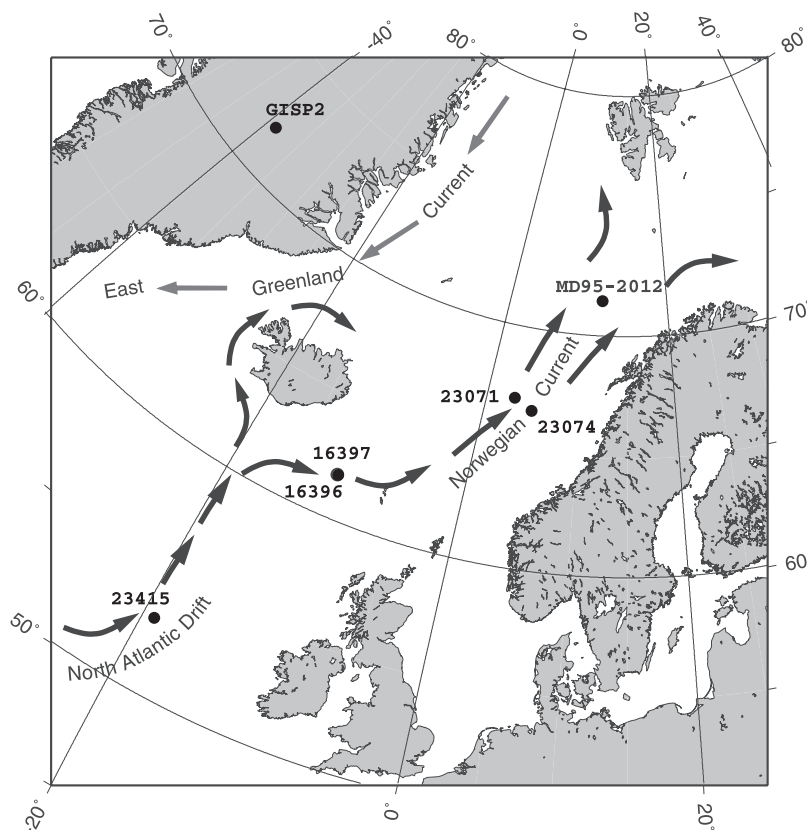 70°
-40°
80°
0°
20°
40°
80°
GISP2
Current
East
Greenland
MD95-2012
60°
70°
Current
23071
23074
Norwegian
16397
16396
60
23415
50°
North Atlantic Drift
-20°
0°
20°